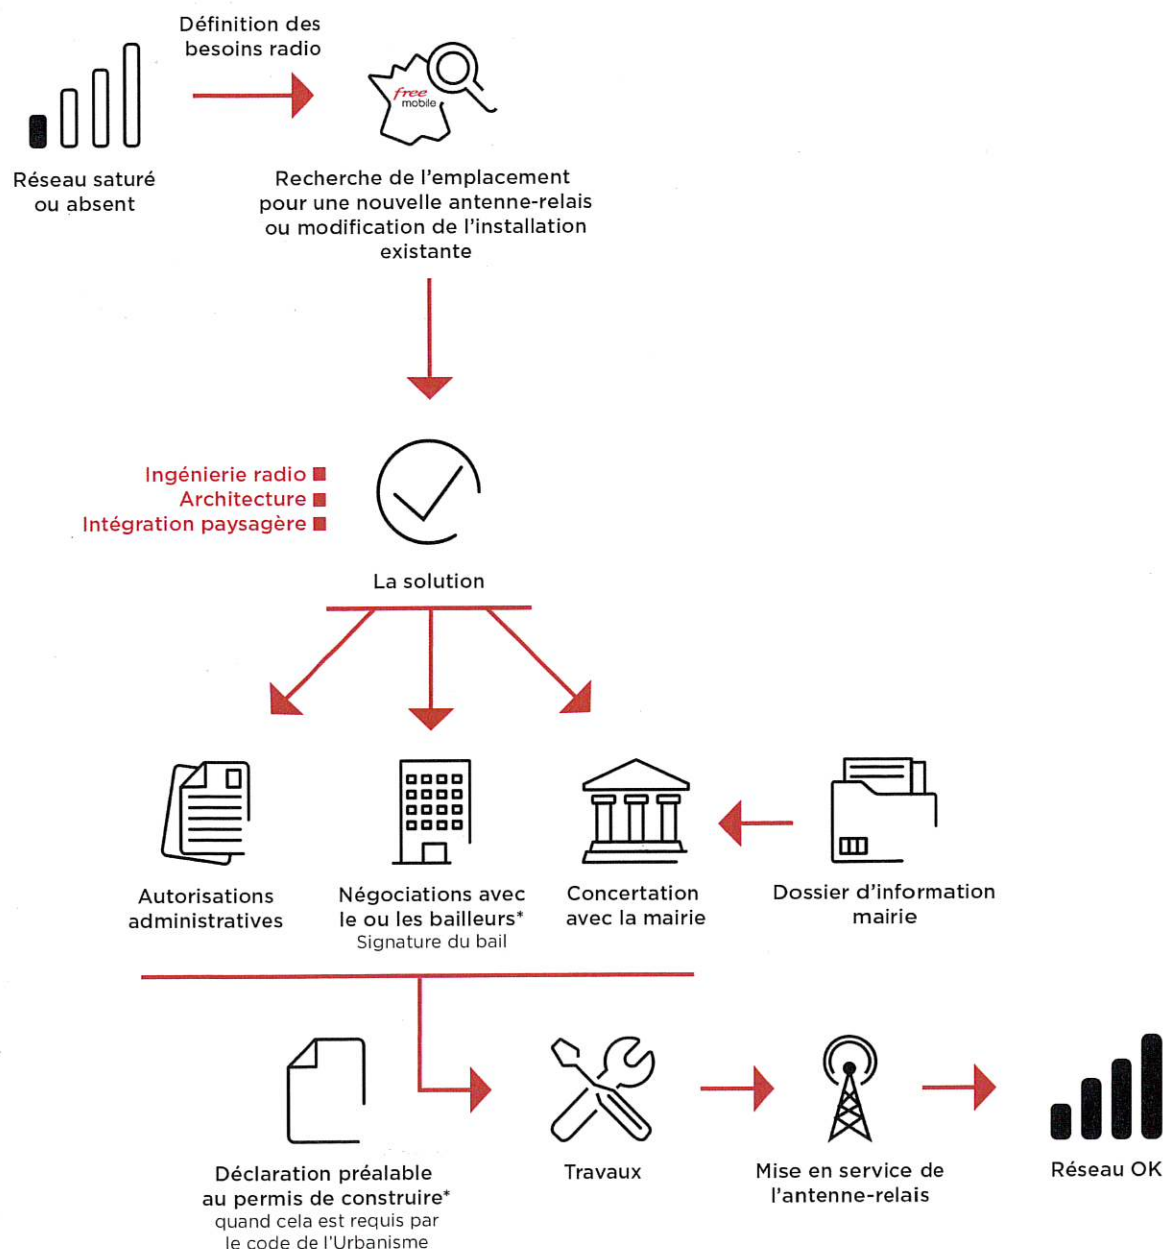 Définition des
besoins radio
Réseau saturé
ou absent
free
mobile
Recherche de l'emplacement
pour une nouvelle antenne-relais
ou modification de l'installation
existante
Ingénierie radio
Architecture
Intégration paysagère
La solution
Autorisations
administratives
Négociations avec
le ou les bailleurs*
Signature du bail
Concertation
avec la mairie
Dossier d'information
mairie
Déclaration préalable
au permis de construire*
quand cela est requis par
le code de l'Urbanisme
Travaux
Mise en service de
l'antenne-relais
Réseau OK